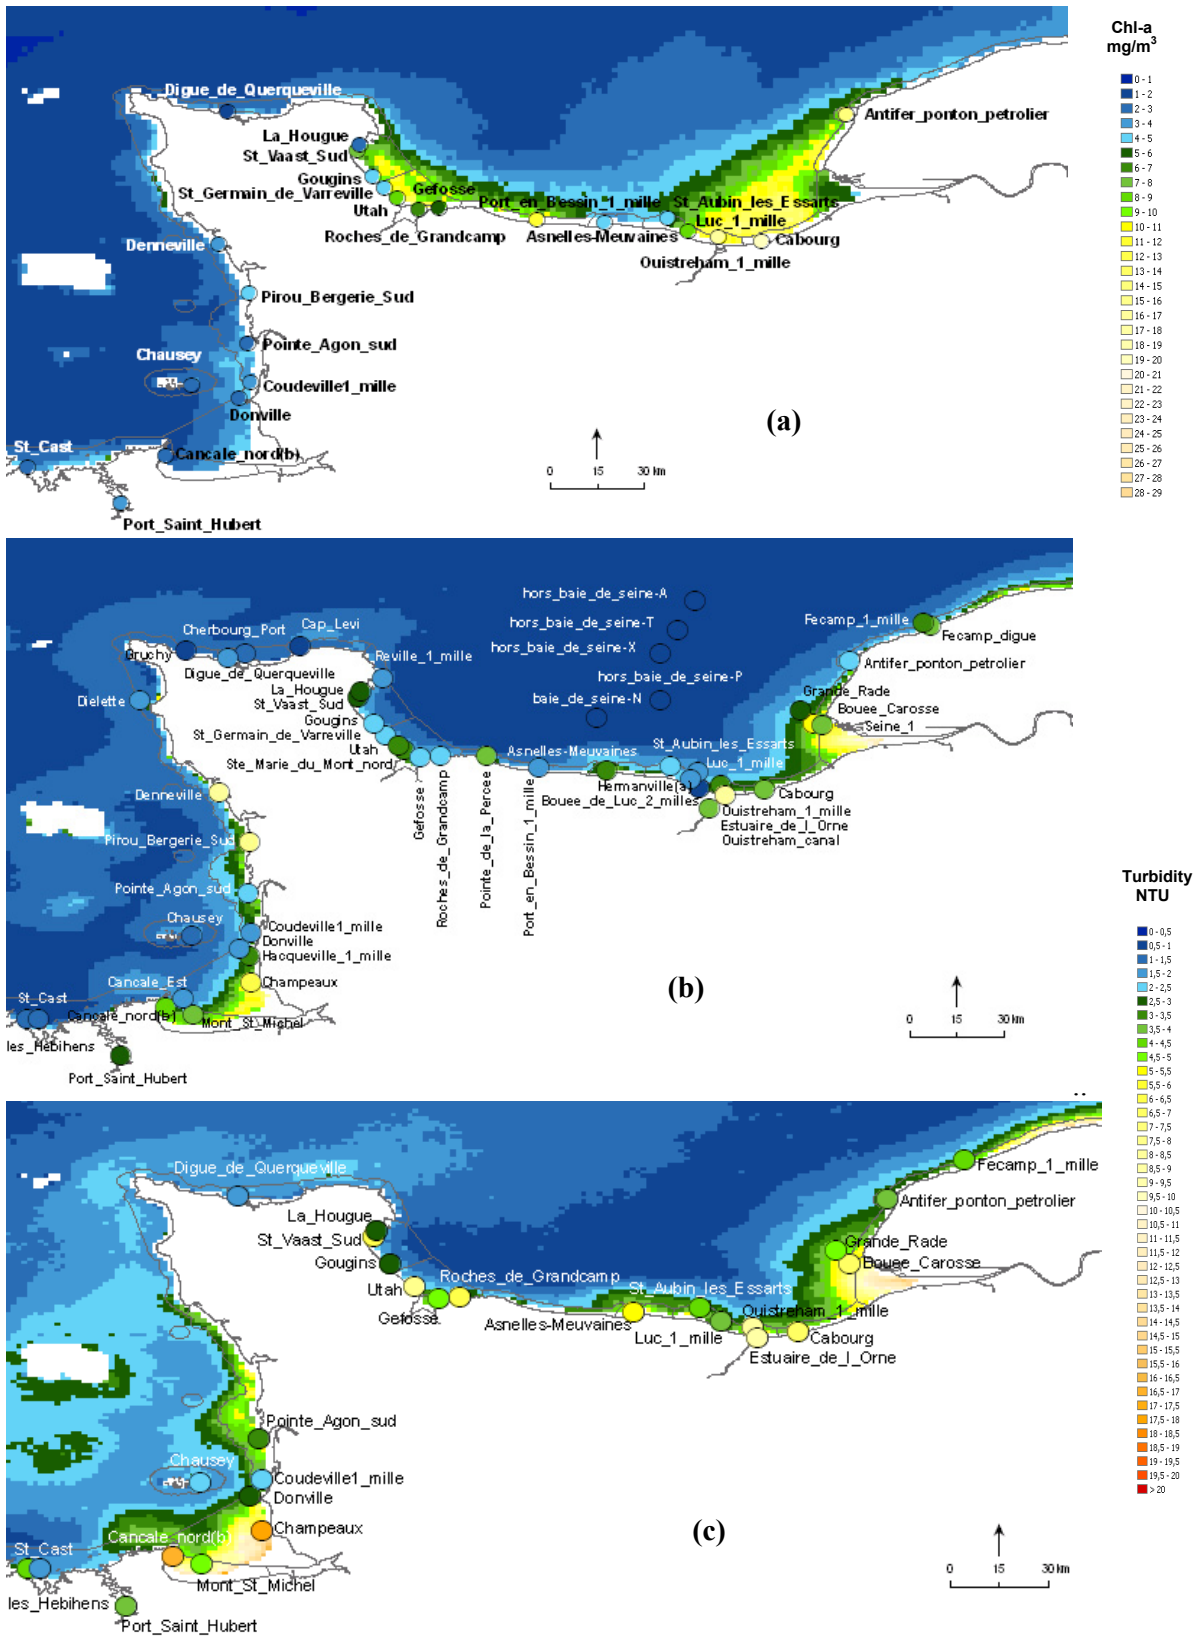 Chl-a
mg/m³
0 - 1
1 - 2
2 - 3
3 - 4
4 - 5
5 - 6
6 - 7
7 - 8
8 - 9
9 - 10
10 - 11
11 - 12
12 - 13
13 - 14
14 - 15
15 - 16
16 - 17
17 - 18
18 - 19
19 - 20
20 - 21
21 - 22
22 - 23
23 - 24
24 - 25
25 - 26
26 - 27
27 - 28
28 - 29
Digue_de_Querqueville
Antifer_ponton_petrolier
La_Hougue
St_Vaast_Sud
Gougins
St_Germain_de_Varreville
Gefosse
Utah
Port_en_Bessin_1_mille
St_Aubin_les_Essarts
Luc_1_mille
Roches_de_Grandcamp
Asnelles-Meuvaines
Cabourg
Ouistreham_1_mille
Denneville
Pirou_Bergerie_Sud
Pointe_Agon_sud
Chausey
Coudeville1_mille
Donville
(a)
St_Cast
Cancale_nord(b)
Port_Saint_Hubert
0 15 30 km
hors_baie_de_seine-A
hors_baie_de_seine-T
hors_baie_de_seine-X
hors_baie_de_seine-P
baie_de_seine-N
Fecamp_1_mille
Fecamp_digue
Antifer_ponton_petrolier
Cherbourg_Port
Cap_Levi
Gruchy
Digue_de_Querqueville
Reville_1_mille
La_Hougue
St_Vaast_Sud
Dielette
Gougins
St_Germain_de_Varreville
Utah
Ste_Marie_du_Mont_nord
Grande_Rade
Bouee_Carosse
Seine_1
Asnelles-Meuvaines
St_Aubin_les_Essarts
Luc_1_mille
Hermanville(a)
Bouee_de_Luc_2_milles
Cabourg
Ouistreham_1_mille
Estuaire_de_l_Orne
Ouistreham_canal
Gefosse
Roches_de_Grandcamp
Pointe_de_la_Percee
Port_en_Bessin_1_mille
Denneville
Pirou_Bergerie_Sud
Pointe_Agon_sud
Chausey
Coudeville1_mille
Donville
Hacqueville_1_mille
Champeaux
Cancale_Est
St_Cast
Cancale_nord(b)
Mont_St_Michel
les_Hebihens
Port_Saint_Hubert
(b)
0 15 30 km
Turbidity
NTU
0 - 0,5
0,5 - 1
1 - 1,5
1,5 - 2
2 - 2,5
2,5 - 3
3 - 3,5
3,5 - 4
4 - 4,5
4,5 - 5
5 - 5,5
5,5 - 6
6 - 6,5
6,5 - 7
7 - 7,5
7,5 - 8
8 - 8,5
8,5 - 9
9 - 9,5
9,5 - 10
10 - 10,5
10,5 - 11
11 - 11,5
11,5 - 12
12 - 12,5
12,5 - 13
13 - 13,5
13,5 - 14
14 - 14,5
14,5 - 15
15 - 15,5
15,5 - 16
16 - 16,5
16,5 - 17
17 - 17,5
17,5 - 18
18 - 18,5
18,5 - 19
19 - 19,5
19,5 - 20
> 20
Digue_de_Querqueville
Fecamp_1_mille
Antifer_ponton_petrolier
La_Hougue
St_Vaast_Sud
Gougins
Grande_Rade
Bouee_Carosse
Utah
Roches_de_Grandcamp
Gefosse
St_Aubin_les_Essarts
Ouistreham_1_mille
Asnelles-Meuvaines
Luc_1_mille
Cabourg
Estuaire_de_l_Orne
Pointe_Agon_sud
Chausey
Coudeville1_mille
Donville
Champeaux
Cancale_nord(b)
St_Cast
Mont_St_Michel
les_Hebihens
Port_Saint_Hubert
(c)
0 15 30 km